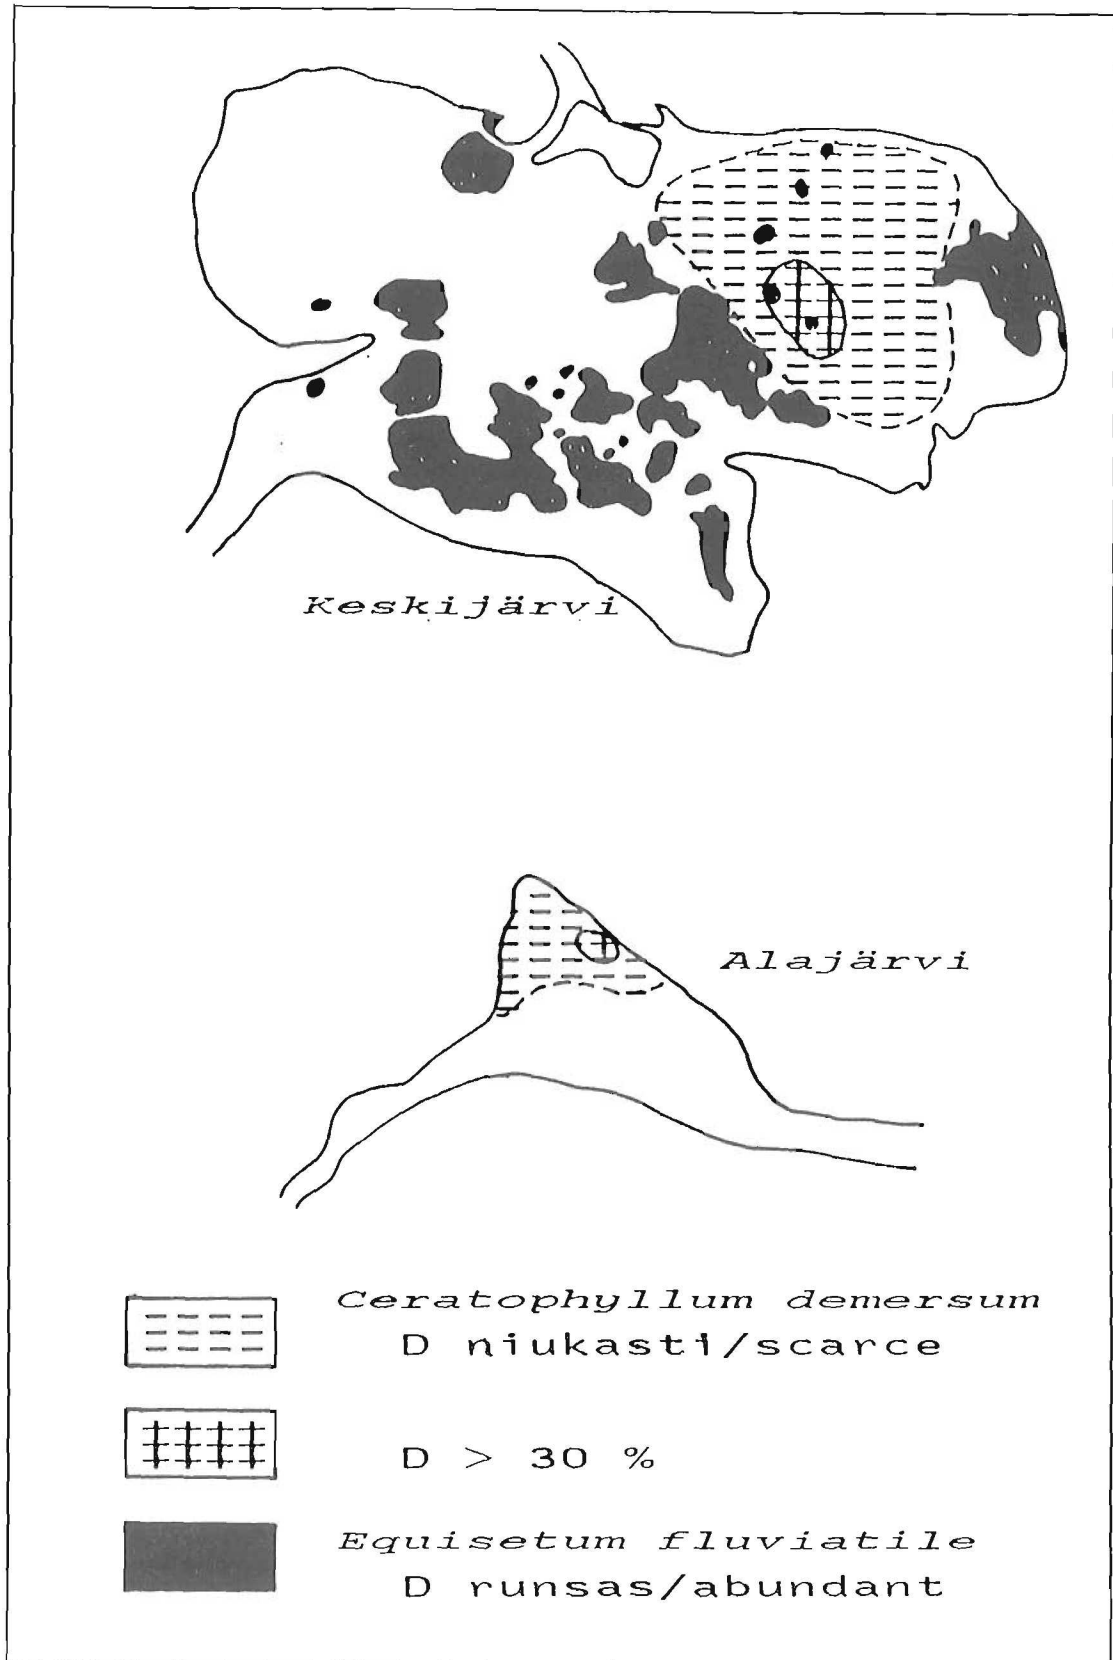 Keskijärvi
Alajärvi
Ceratophyllum demersum
D niukasti/scarce
D > 30 %
Equisetum fluviatile
D runsas/abundant